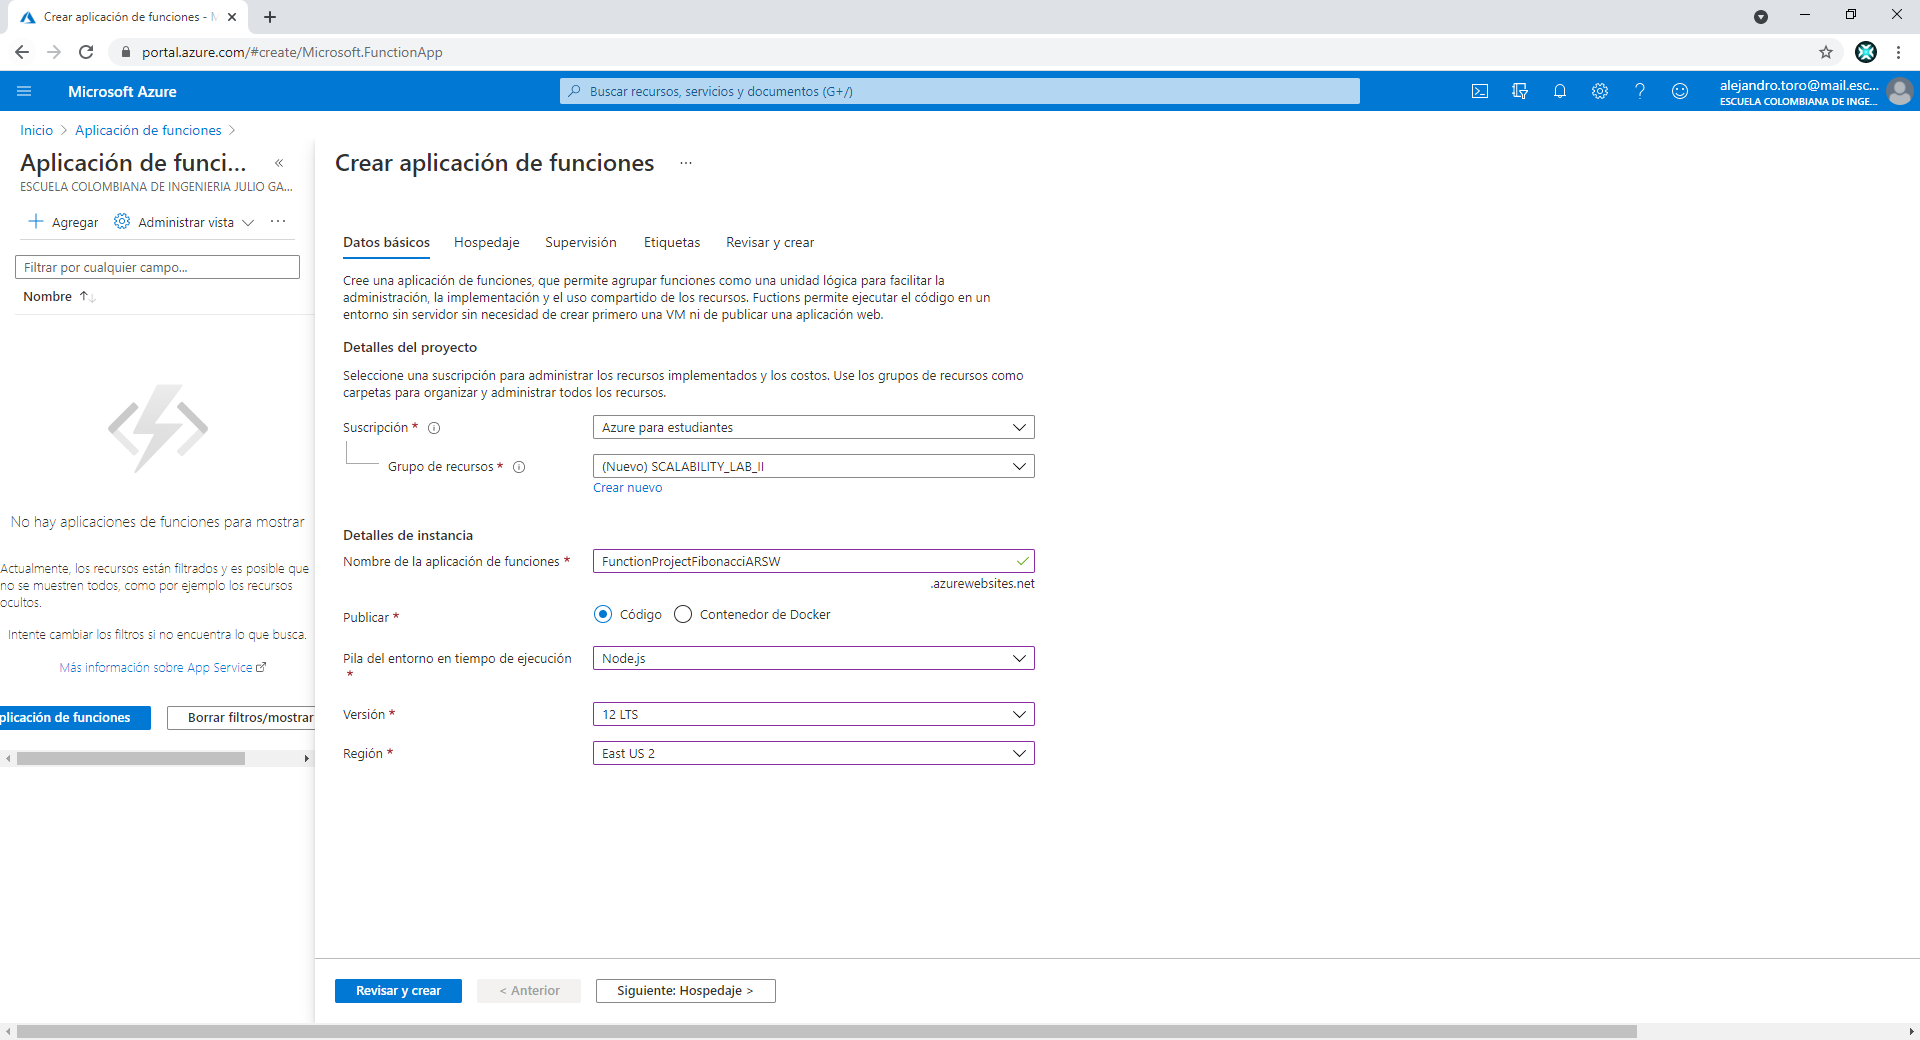 Crear aplicación de funciones - M
portal.azure.com/#create/Microsoft.FunctionApp
Microsoft Azure
Buscar recursos, servicios y documentos (G+/)
alejandro.toro@mail.esc...
ESCUELA COLOMBIANA DE INGE...
Inicio > Aplicación de funciones >
Aplicación de funci... «
ESCUELA COLOMBIANA DE INGENIERIA JULIO GA...
+ Agregar Administrar vista ...
Filtrar por cualquier campo...
Nombre ↑↓
No hay aplicaciones de funciones para mostrar
Actualmente, los recursos están filtrados y es posible que
no se muestren todos, como por ejemplo los recursos
ocultos.
Intente cambiar los filtros si no encuentra lo que busca.
Más información sobre App Service
plicación de funciones Borrar filtros/mostrar
Crear aplicación de funciones ...
Datos básicos Hospedaje Supervisión Etiquetas Revisar y crear
Cree una aplicación de funciones, que permite agrupar funciones como una unidad lógica para facilitar la
administración, la implementación y el uso compartido de los recursos. Fuctions permite ejecutar el código en un
entorno sin servidor sin necesidad de crear primero una VM ni de publicar una aplicación web.
Detalles del proyecto
Seleccione una suscripción para administrar los recursos implementados y los costos. Use los grupos de recursos como
carpetas para organizar y administrar todos los recursos.
Suscripción * Azure para estudiantes
Grupo de recursos * (Nuevo) SCALABILITY_LAB_II
Crear nuevo
Detalles de instancia
Nombre de la aplicación de funciones * FunctionProjectFibonacciARSW
.azurewebsites.net
Publicar * Código Contenedor de Docker
Pila del entorno en tiempo de ejecución * Node.js
Versión * 12 LTS
Región * East US 2
Revisar y crear < Anterior Siguiente: Hospedaje >